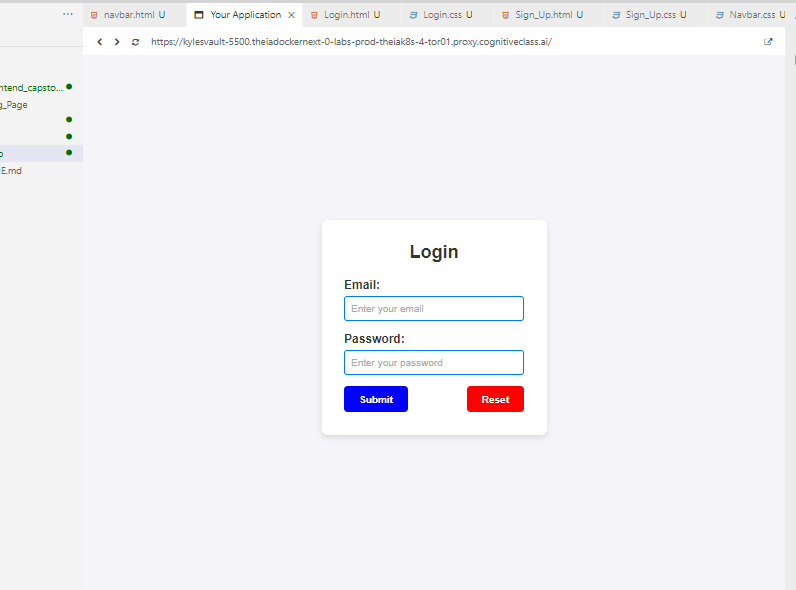 navbar.html U
Your Application
Login.html U
Login.css U
Sign_Up.html U
Sign_Up.css U
Navbar.css U
https://kylesvault-5500.theiadockernext-0-labs-prod-theiak8s-4-tor01.proxy.cognitiveclass.ai/
ntend_capsto...
g_Page
E.md
Login
Email:
Enter your email
Password:
Enter your password
Submit Reset